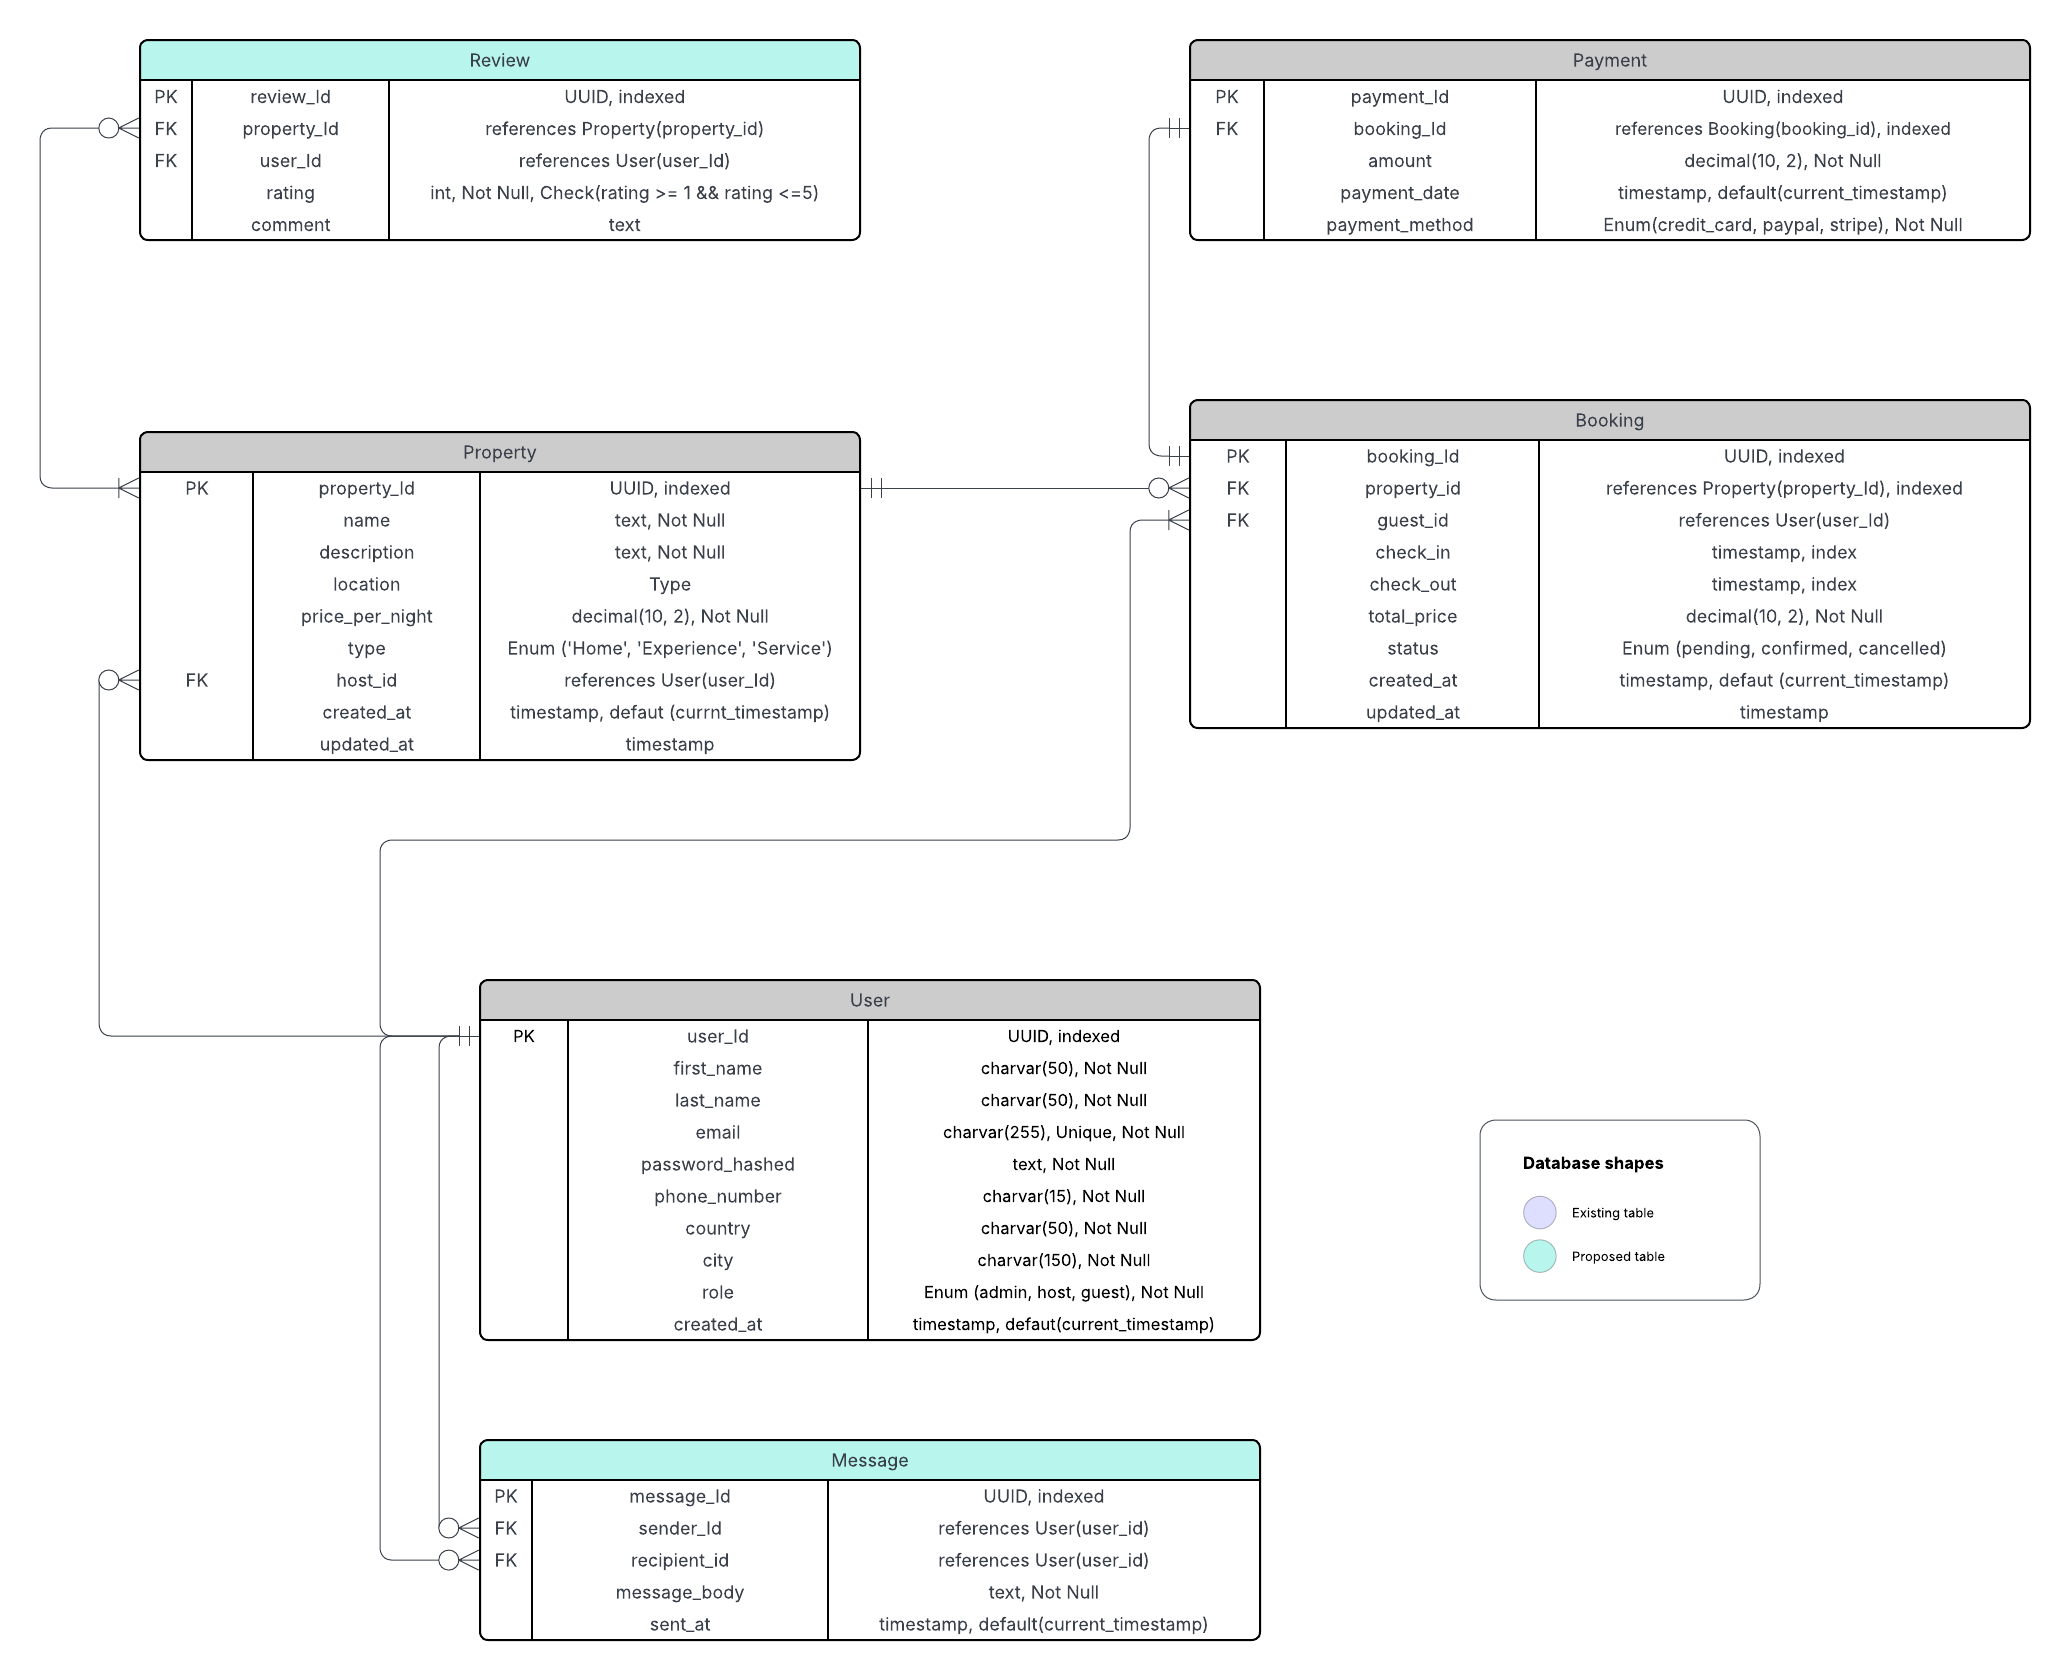 Review
PK review_Id UUID, indexed
FK property_Id references Property(property_id)
FK user_Id references User(user_Id)
rating int, Not Null, Check(rating >= 1 && rating <=5)
comment text
Payment
PK payment_Id UUID, indexed
FK booking_Id references Booking(booking_id), indexed
amount decimal(10, 2), Not Null
payment_date timestamp, default(current_timestamp)
payment_method Enum(credit_card, paypal, stripe), Not Null
Property
PK property_Id UUID, indexed
name text, Not Null
description text, Not Null
location Type
price_per_night decimal(10, 2), Not Null
type Enum ('Home', 'Experience', 'Service')
FK host_id references User(user_Id)
created_at timestamp, defaut (currnt_timestamp)
updated_at timestamp
Booking
PK booking_Id UUID, indexed
FK property_id references Property(property_Id), indexed
FK guest_id references User(user_Id)
check_in timestamp, index
check_out timestamp, index
total_price decimal(10, 2), Not Null
status Enum (pending, confirmed, cancelled)
created_at timestamp, defaut (current_timestamp)
updated_at timestamp
User
PK user_Id UUID, indexed
first_name charvar(50), Not Null
last_name charvar(50), Not Null
email charvar(255), Unique, Not Null
password_hashed text, Not Null
phone_number charvar(15), Not Null
country charvar(50), Not Null
city charvar(150), Not Null
role Enum (admin, host, guest), Not Null
created_at timestamp, defaut(current_timestamp)
Database shapes
Existing table
Proposed table
Message
PK message_Id UUID, indexed
FK sender_Id references User(user_id)
FK recipient_id references User(user_id)
message_body text, Not Null
sent_at timestamp, default(current_timestamp)